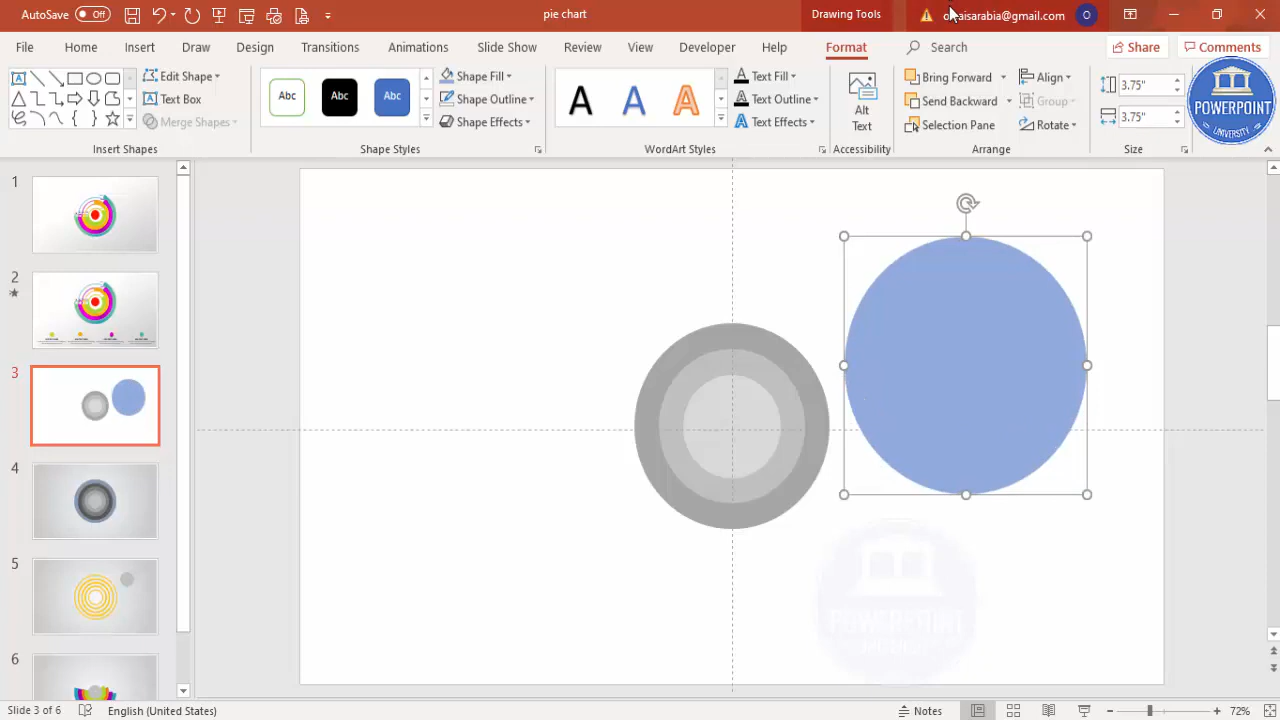 AutoSave Off pie chart Drawing Tools
File Home Insert Draw Design Transitions Animations Slide Show Review View Developer Help Format Search Share Comments
Edit Shape Shape Fill Text Fill Bring Forward Align 3.75"
Abc Abc Abc A A A Alt Text
Text Box Shape Outline Text Outline Send Backward Group 3.75"
Merge Shapes Shape Effects Text Effects Selection Pane Rotate
Insert Shapes Shape Styles WordArt Styles Accessibility Arrange Size
POWERPOINT
UNIVERSITY
1
2
3
4
5
6
POWERPOINT
Slide 3 of 6 English (United States) Notes 72%